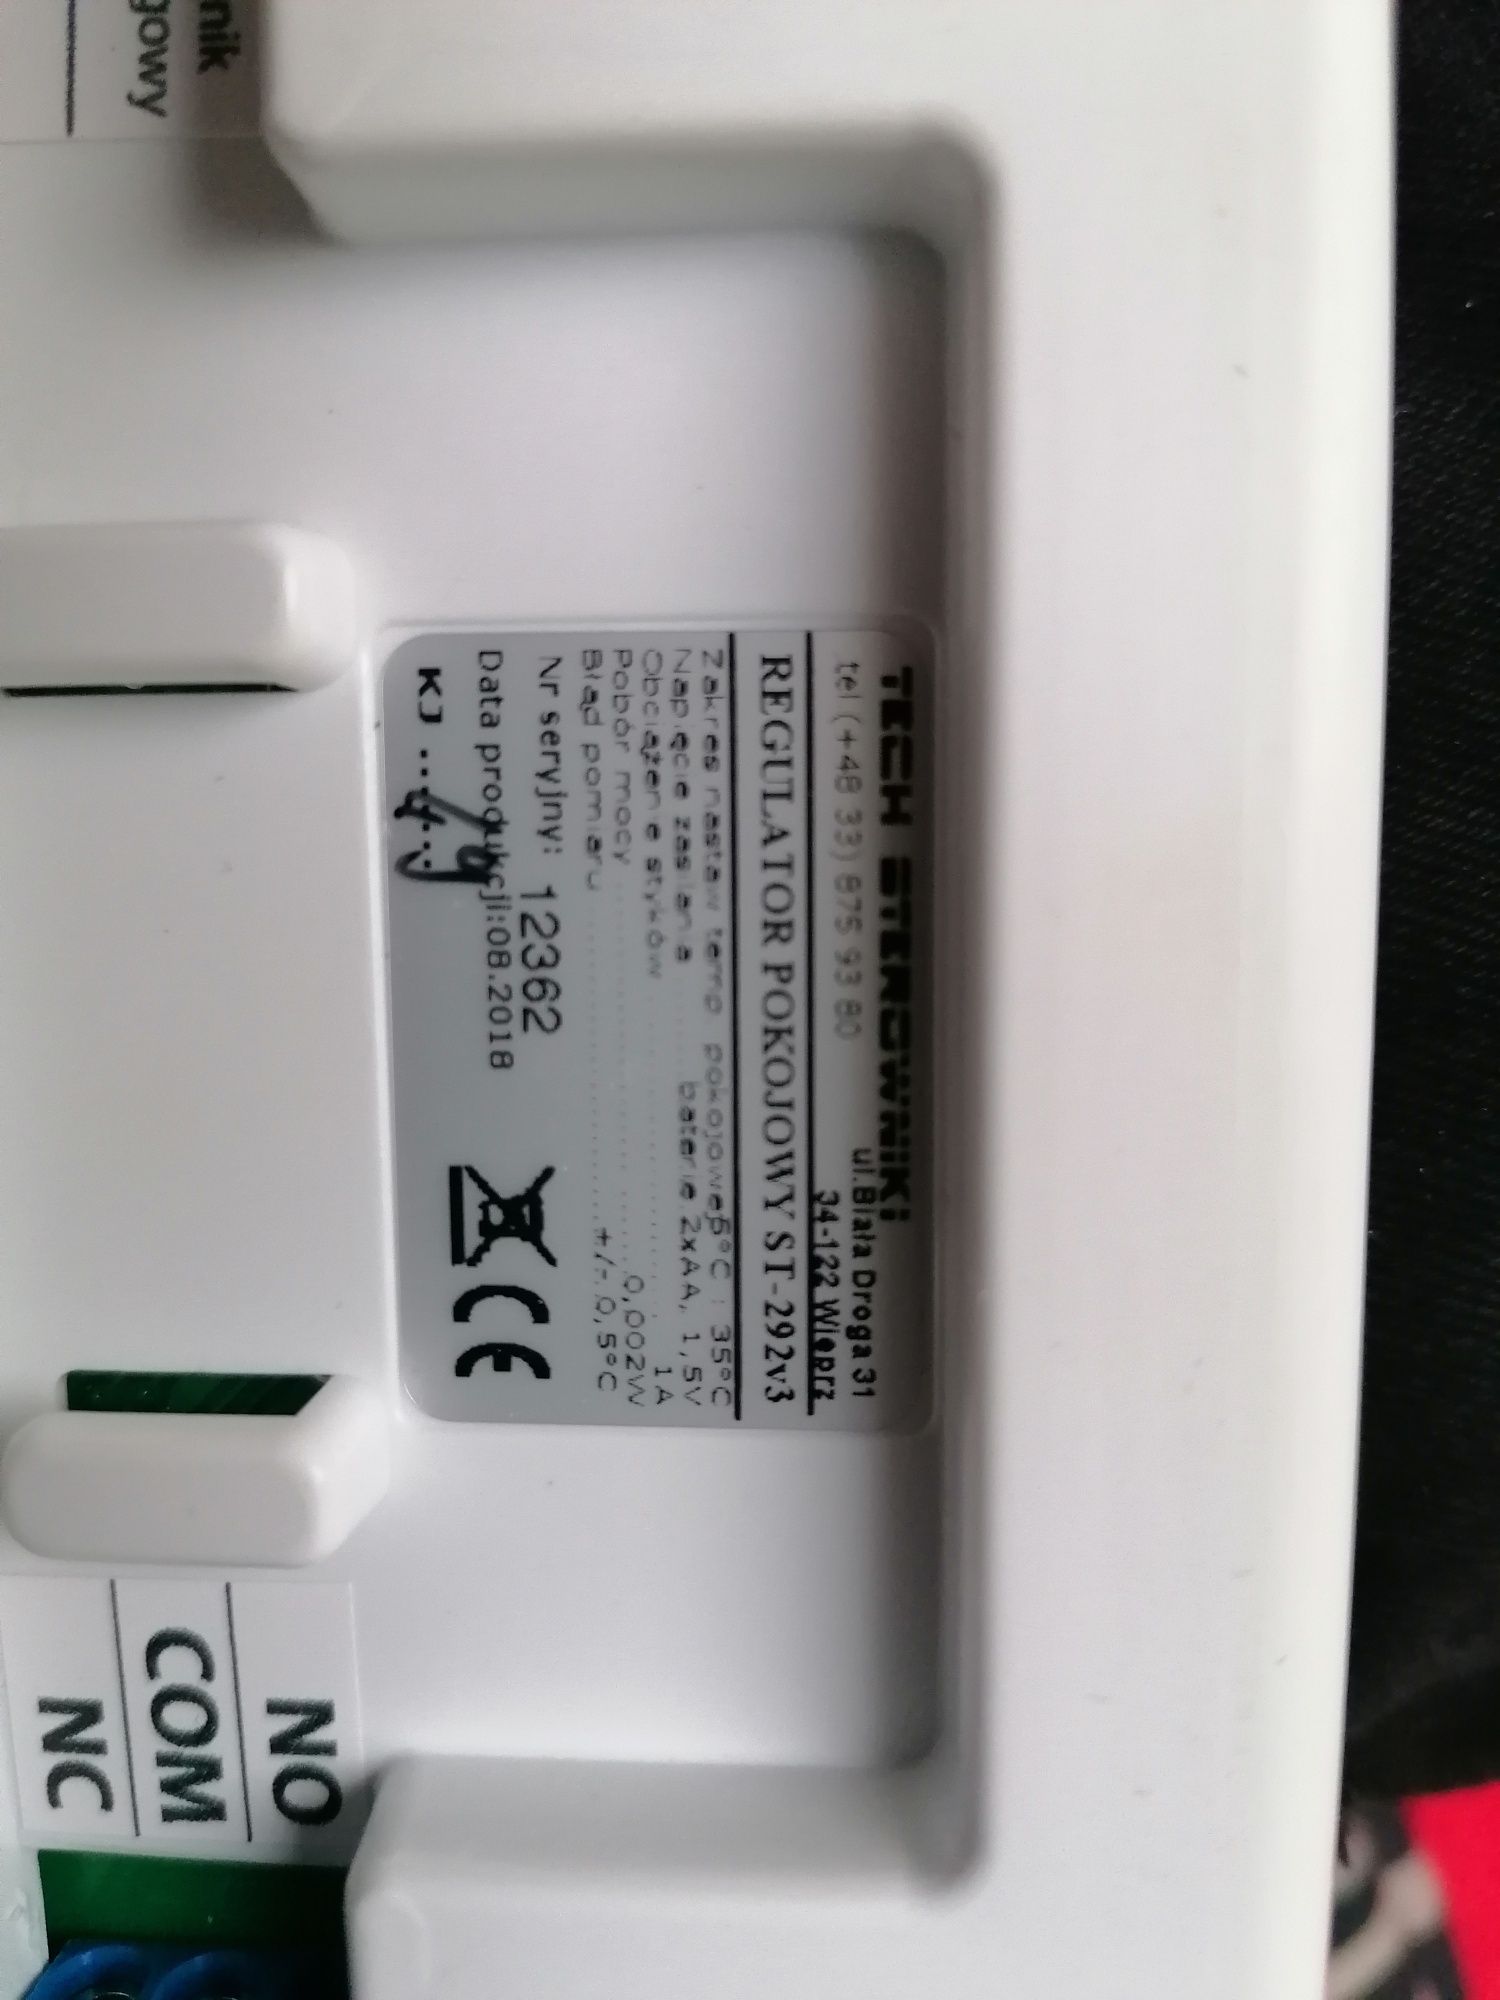 TECH STEROWNIKI
ul.Biała Droga 31
tel (+48 33) 875 93 80
34-122 Wieprz
REGULATOR POKOJOWY ST-292v3
Zakres nastaw temp. pokojowej 5°C : 35°C
Napięcie zasilania ........ baterie 2xAA, 1,5V
Obciążenie styków .................... 1A
Pobór mocy ....................... 0,002W
Błąd pomiaru ....................... +/- 0,5°C
Nr seryjny: 12362
Data produkcji:08.2018
KJ ........
CE
NO
COM
NC
nik
gowy